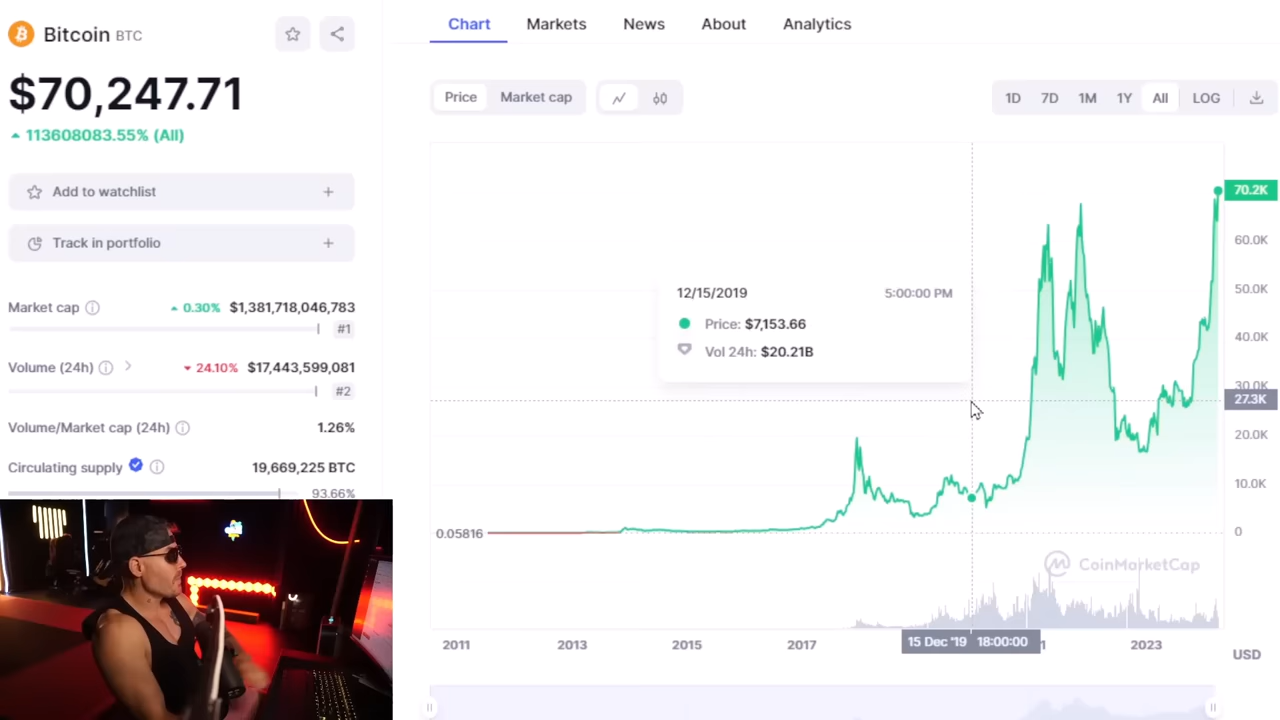 Bitcoin BTC
$70,247.71
113608083.55% (All)
Add to watchlist +
Track in portfolio +
Market cap 0.30% $1,381,718,046,783
#1
Volume (24h) > 24.10% $17,443,599,081
#2
Volume/Market cap (24h) 1.26%
Circulating supply 19,669,225 BTC
93.66%
Chart Markets News About Analytics
Price Market cap 1D 7D 1M 1Y All LOG
12/15/2019 5:00:00 PM
Price: $7,153.66
Vol 24h: $20.21B
70.2K
60.0K
50.0K
40.0K
30.0K
27.3K
20.0K
10.0K
0
0.05816
CoinMarketCap
15 Dec '19 18:00:00
2011 2013 2015 2017 2023
USD